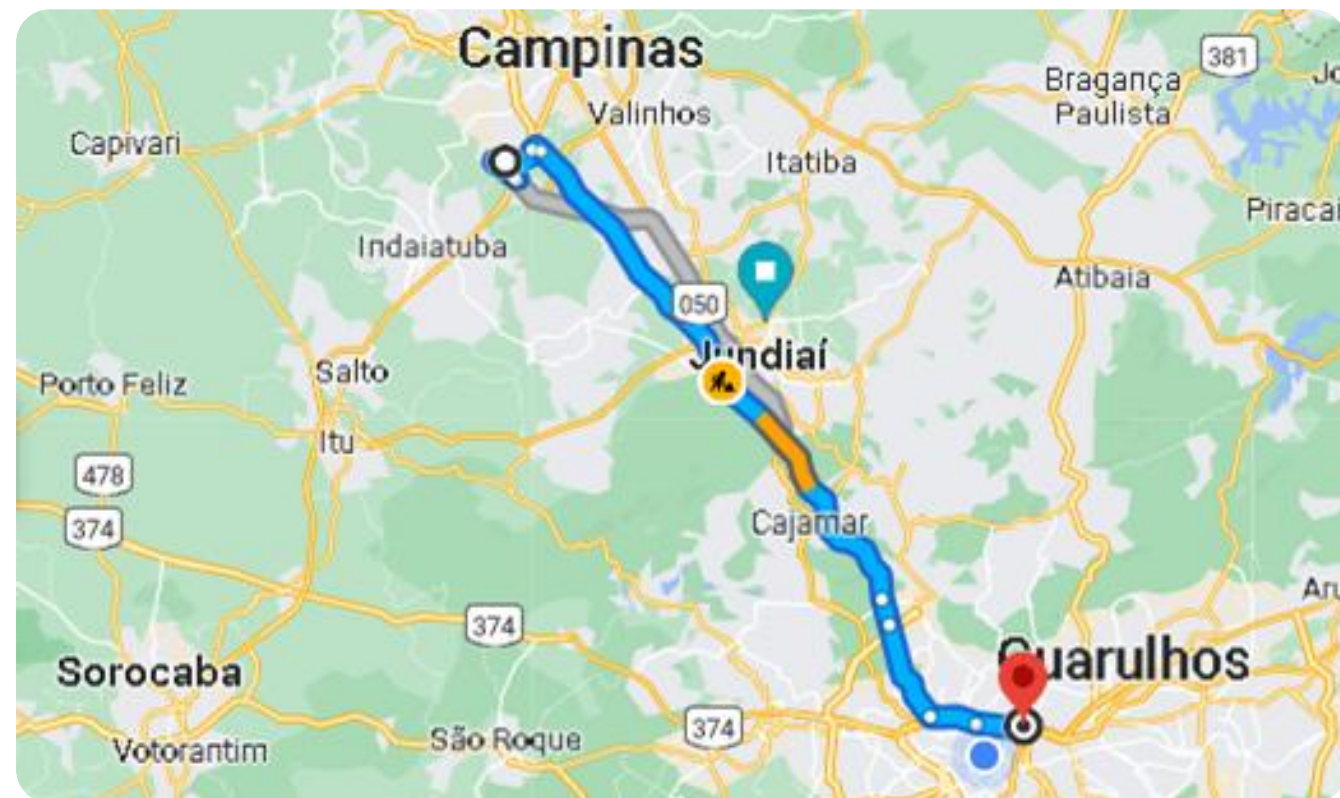 Campinas
381
Bragança
Paulista
Valinhos
Capivari
Itatiba
Piracai
Indaiatuba
Atibaia
050
Jundiaí
Salto
Porto Feliz
Itu
478
374
Cajamar
374
Guarulhos
Sorocaba
374
São Roque
Votorantim